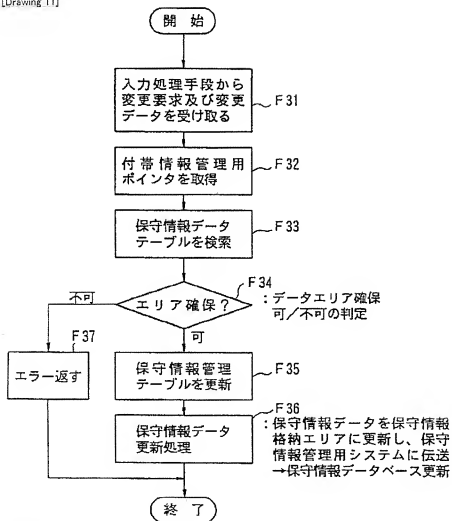 [Drawing 11]
開始
入力処理手段から
変更要求及び変更
データを受け取る
F31
付帯情報管理用
ポインタを取得
F32
保守情報データ
テーブルを検索
F33
F34
不可
エリア確保？
：データエリア確保
可／不可の判定
可
F37
エラー返す
保守情報管理
テーブルを更新
F35
F36
保守情報データ
更新処理
：保守情報データを保守情報
格納エリアに更新し、保守
情報管理用システムに伝送
→保守情報データベース更新
終了